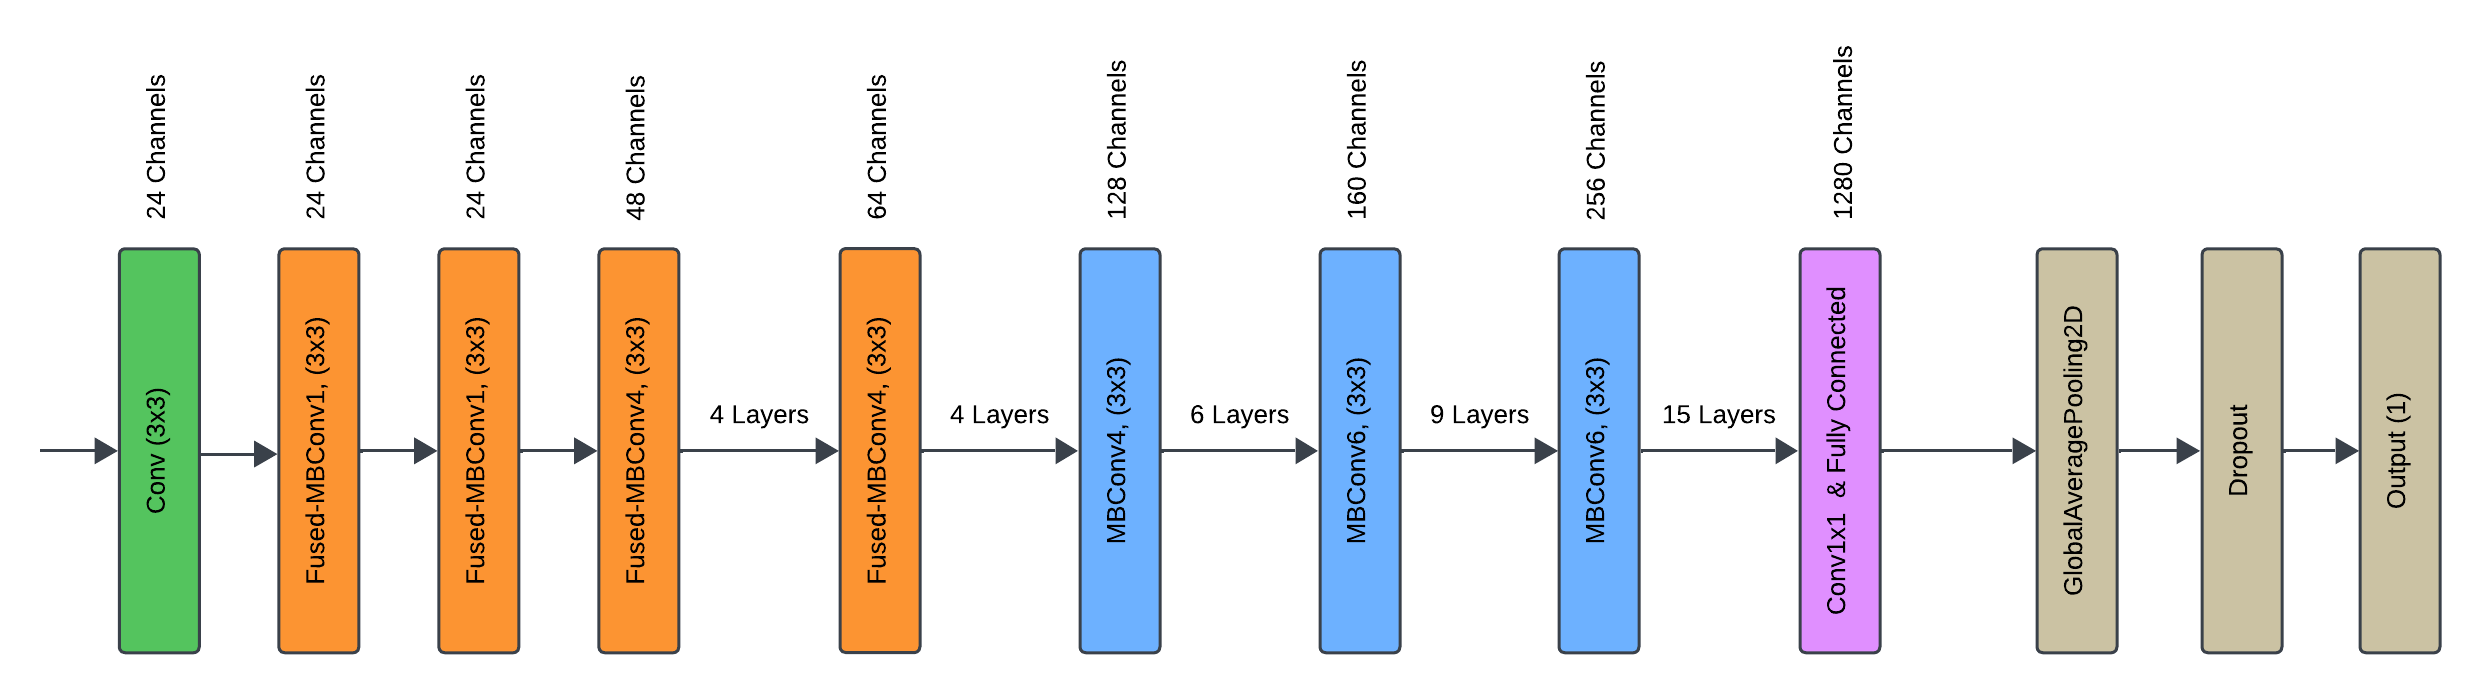 24 Channels
24 Channels
24 Channels
48 Channels
64 Channels
128 Channels
160 Channels
256 Channels
1280 Channels
Conv (3x3)
Fused-MBConv1, (3x3)
Fused-MBConv1, (3x3)
Fused-MBConv4, (3x3)
4 Layers
Fused-MBConv4, (3x3)
4 Layers
MBConv4, (3x3)
6 Layers
MBConv6, (3x3)
9 Layers
MBConv6, (3x3)
15 Layers
Conv1x1 & Fully Connected
GlobalAveragePooling2D
Dropout
Output (1)